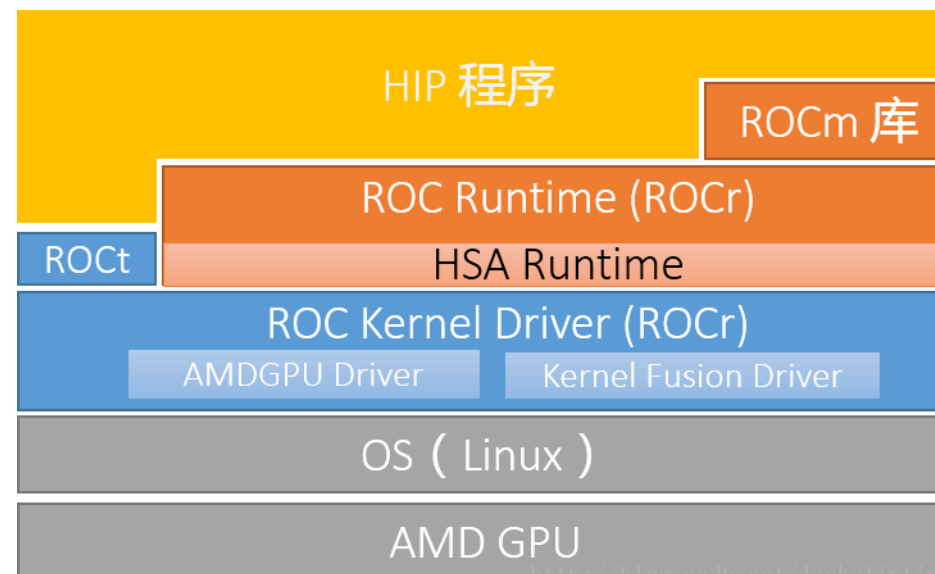 HIP 程序
ROCm 库
ROC Runtime (ROCr)
ROCt
HSA Runtime
ROC Kernel Driver (ROCr)
AMDGPU Driver
Kernel Fusion Driver
OS（Linux）
AMD GPU